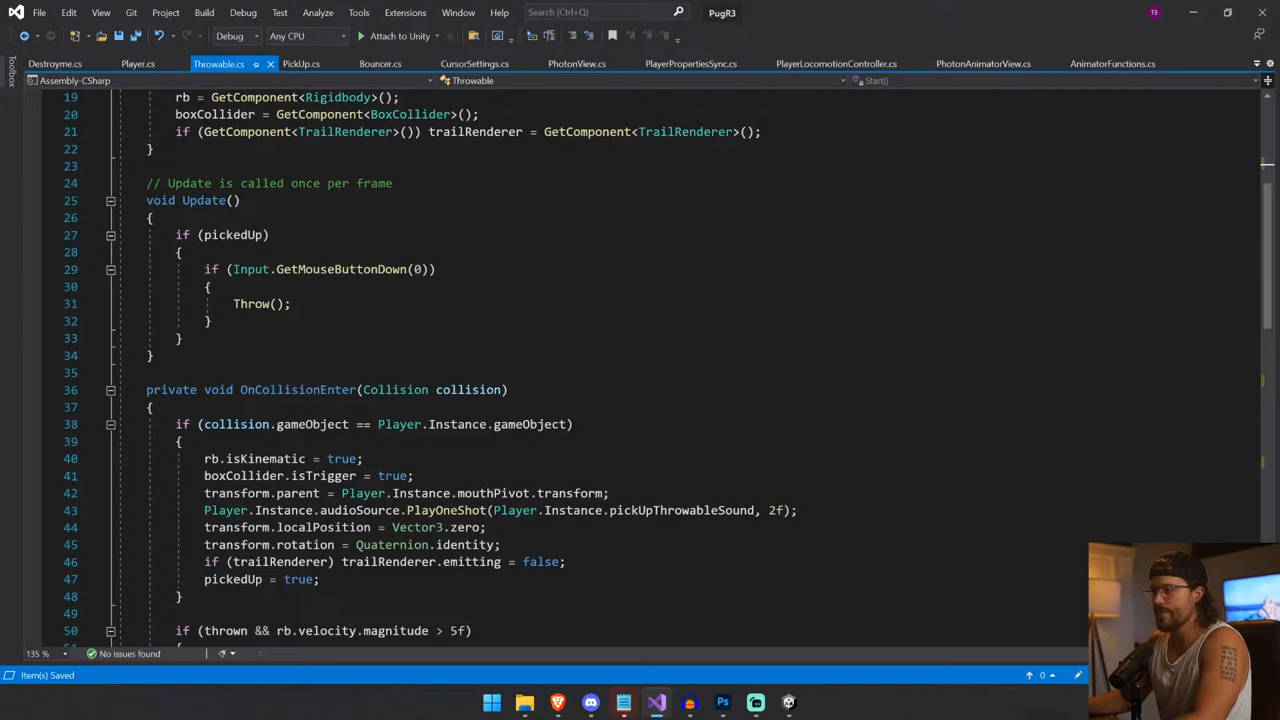 File Edit View Git Project Build Debug Test Analyze Tools Extensions Window Help Search (Ctrl+Q) PugR3 TB
Debug Any CPU Attach to Unity
Toolbox
Destroyme.cs Player.cs Throwable.cs PickUp.cs Bouncer.cs CursorSettings.cs PhotonView.cs PlayerPropertiesSync.cs PlayerLocomotionController.cs PhotonAnimatorView.cs AnimatorFunctions.cs
Assembly-CSharp Throwable Start()
19 rb = GetComponent<Rigidbody>();
20 boxCollider = GetComponent<BoxCollider>();
21 if (GetComponent<TrailRenderer>()) trailRenderer = GetComponent<TrailRenderer>();
22 }
23
24 // Update is called once per frame
25 void Update()
26 {
27 if (pickedUp)
28 {
29 if (Input.GetMouseButtonDown(0))
30 {
31 Throw();
32 }
33 }
34 }
35
36 private void OnCollisionEnter(Collision collision)
37 {
38 if (collision.gameObject == Player.Instance.gameObject)
39 {
40 rb.isKinematic = true;
41 boxCollider.isTrigger = true;
42 transform.parent = Player.Instance.mouthPivot.transform;
43 Player.Instance.audioSource.PlayOneShot(Player.Instance.pickUpThrowableSound, 2f);
44 transform.localPosition = Vector3.zero;
45 transform.rotation = Quaternion.identity;
46 if (trailRenderer) trailRenderer.emitting = false;
47 pickedUp = true;
48 }
49
50 if (thrown && rb.velocity.magnitude > 5f)
135 % No issues found
Item(s) Saved 0
Ps